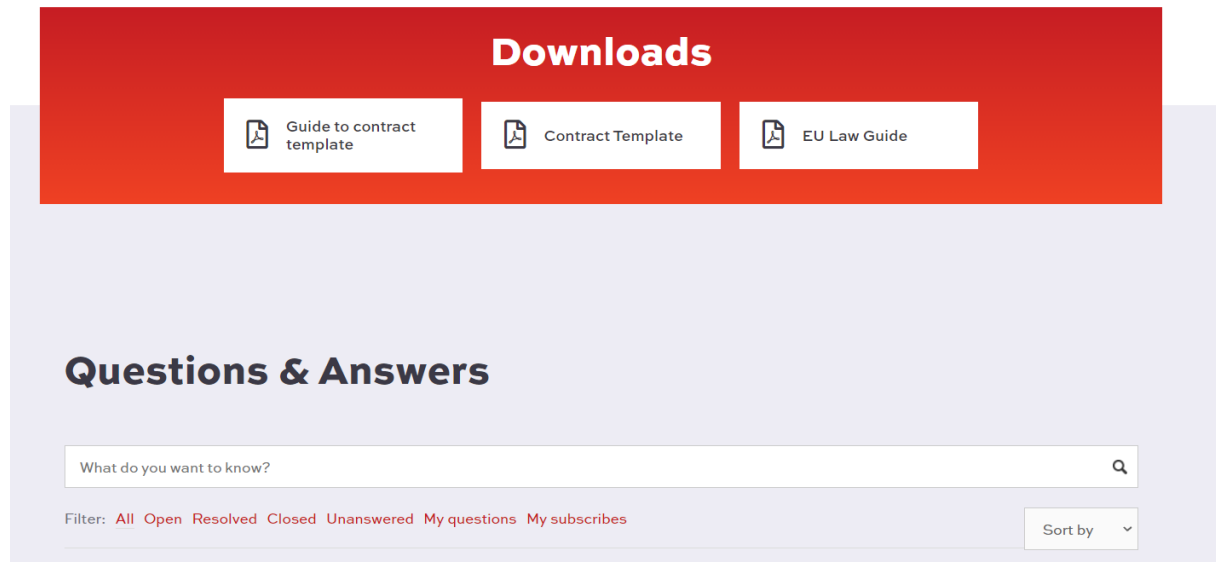 Downloads
Guide to contract
template
Contract Template
EU Law Guide
Questions & Answers
What do you want to know?
Filter: All Open Resolved Closed Unanswered My questions My subscribes
Sort by